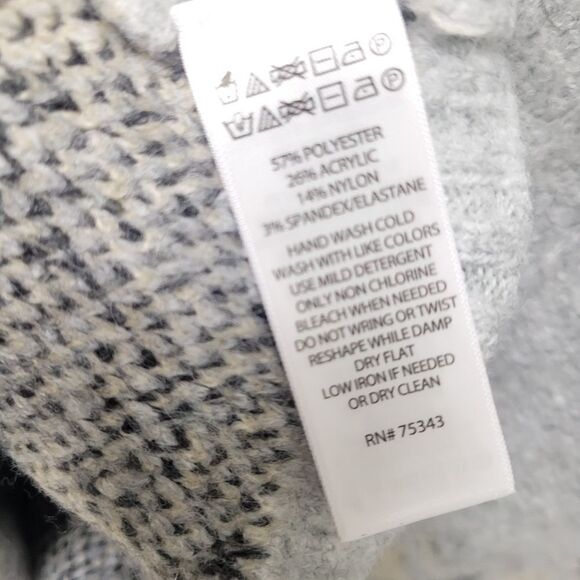 57% POLYESTER
26% ACRYLIC
14% NYLON
3% SPANDEX/ELASTANE
HAND WASH COLD
WASH WITH LIKE COLORS
USE MILD DETERGENT
ONLY NON CHLORINE
BLEACH WHEN NEEDED
DO NOT WRING OR TWIST
RESHAPE WHILE DAMP
DRY FLAT
LOW IRON IF NEEDED
OR DRY CLEAN
RN# 75343